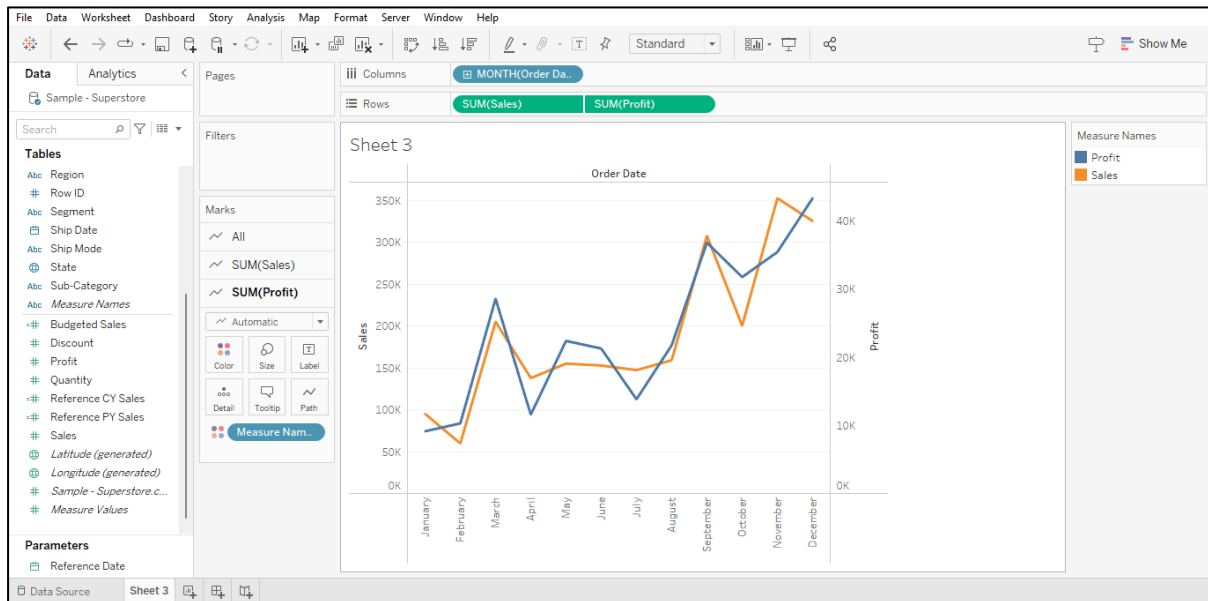 File Data Worksheet Dashboard Story Analysis Map Format Server Window Help
Standard
Show Me
Data Analytics
Sample - Superstore
Search
Tables
Abc Region
# Row ID
Abc Segment
Ship Date
Abc Ship Mode
State
Abc Sub-Category
Abc Measure Names
=# Budgeted Sales
# Discount
# Profit
# Quantity
=# Reference CY Sales
=# Reference PY Sales
# Sales
Latitude (generated)
Longitude (generated)
# Sample - Superstore.c...
# Measure Values
Parameters
Reference Date
Pages
Filters
Marks
All
SUM(Sales)
SUM(Profit)
Automatic
Color Size Label
Detail Tooltip Path
Measure Nam..
Columns
MONTH(Order Da..
Rows
SUM(Sales) SUM(Profit)
Sheet 3
Order Date
Sales
350K
300K
250K
200K
150K
100K
50K
0K
40K
30K
20K
10K
0K
Profit
January
February
March
April
May
June
July
August
September
October
November
December
Measure Names
Profit
Sales
Data Source Sheet 3